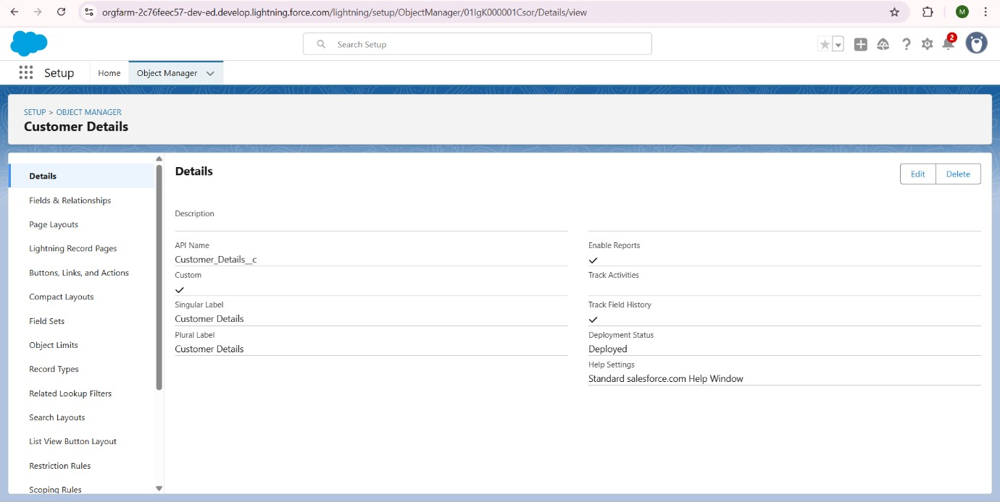 orgfarm-2c76feec57-dev-ed.develop.lightning.force.com/lightning/setup/ObjectManager/01IgK000001Csor/Details/view
M
Search Setup
2
Setup
Home
Object Manager
SETUP > OBJECT MANAGER
Customer Details
Details
Fields & Relationships
Page Layouts
Lightning Record Pages
Buttons, Links, and Actions
Compact Layouts
Field Sets
Object Limits
Record Types
Related Lookup Filters
Search Layouts
List View Button Layout
Restriction Rules
Scoping Rules
Details
Edit
Delete
Description
API Name
Customer_Details__c
Custom
Singular Label
Customer Details
Plural Label
Customer Details
Enable Reports
Track Activities
Track Field History
Deployment Status
Deployed
Help Settings
Standard salesforce.com Help Window